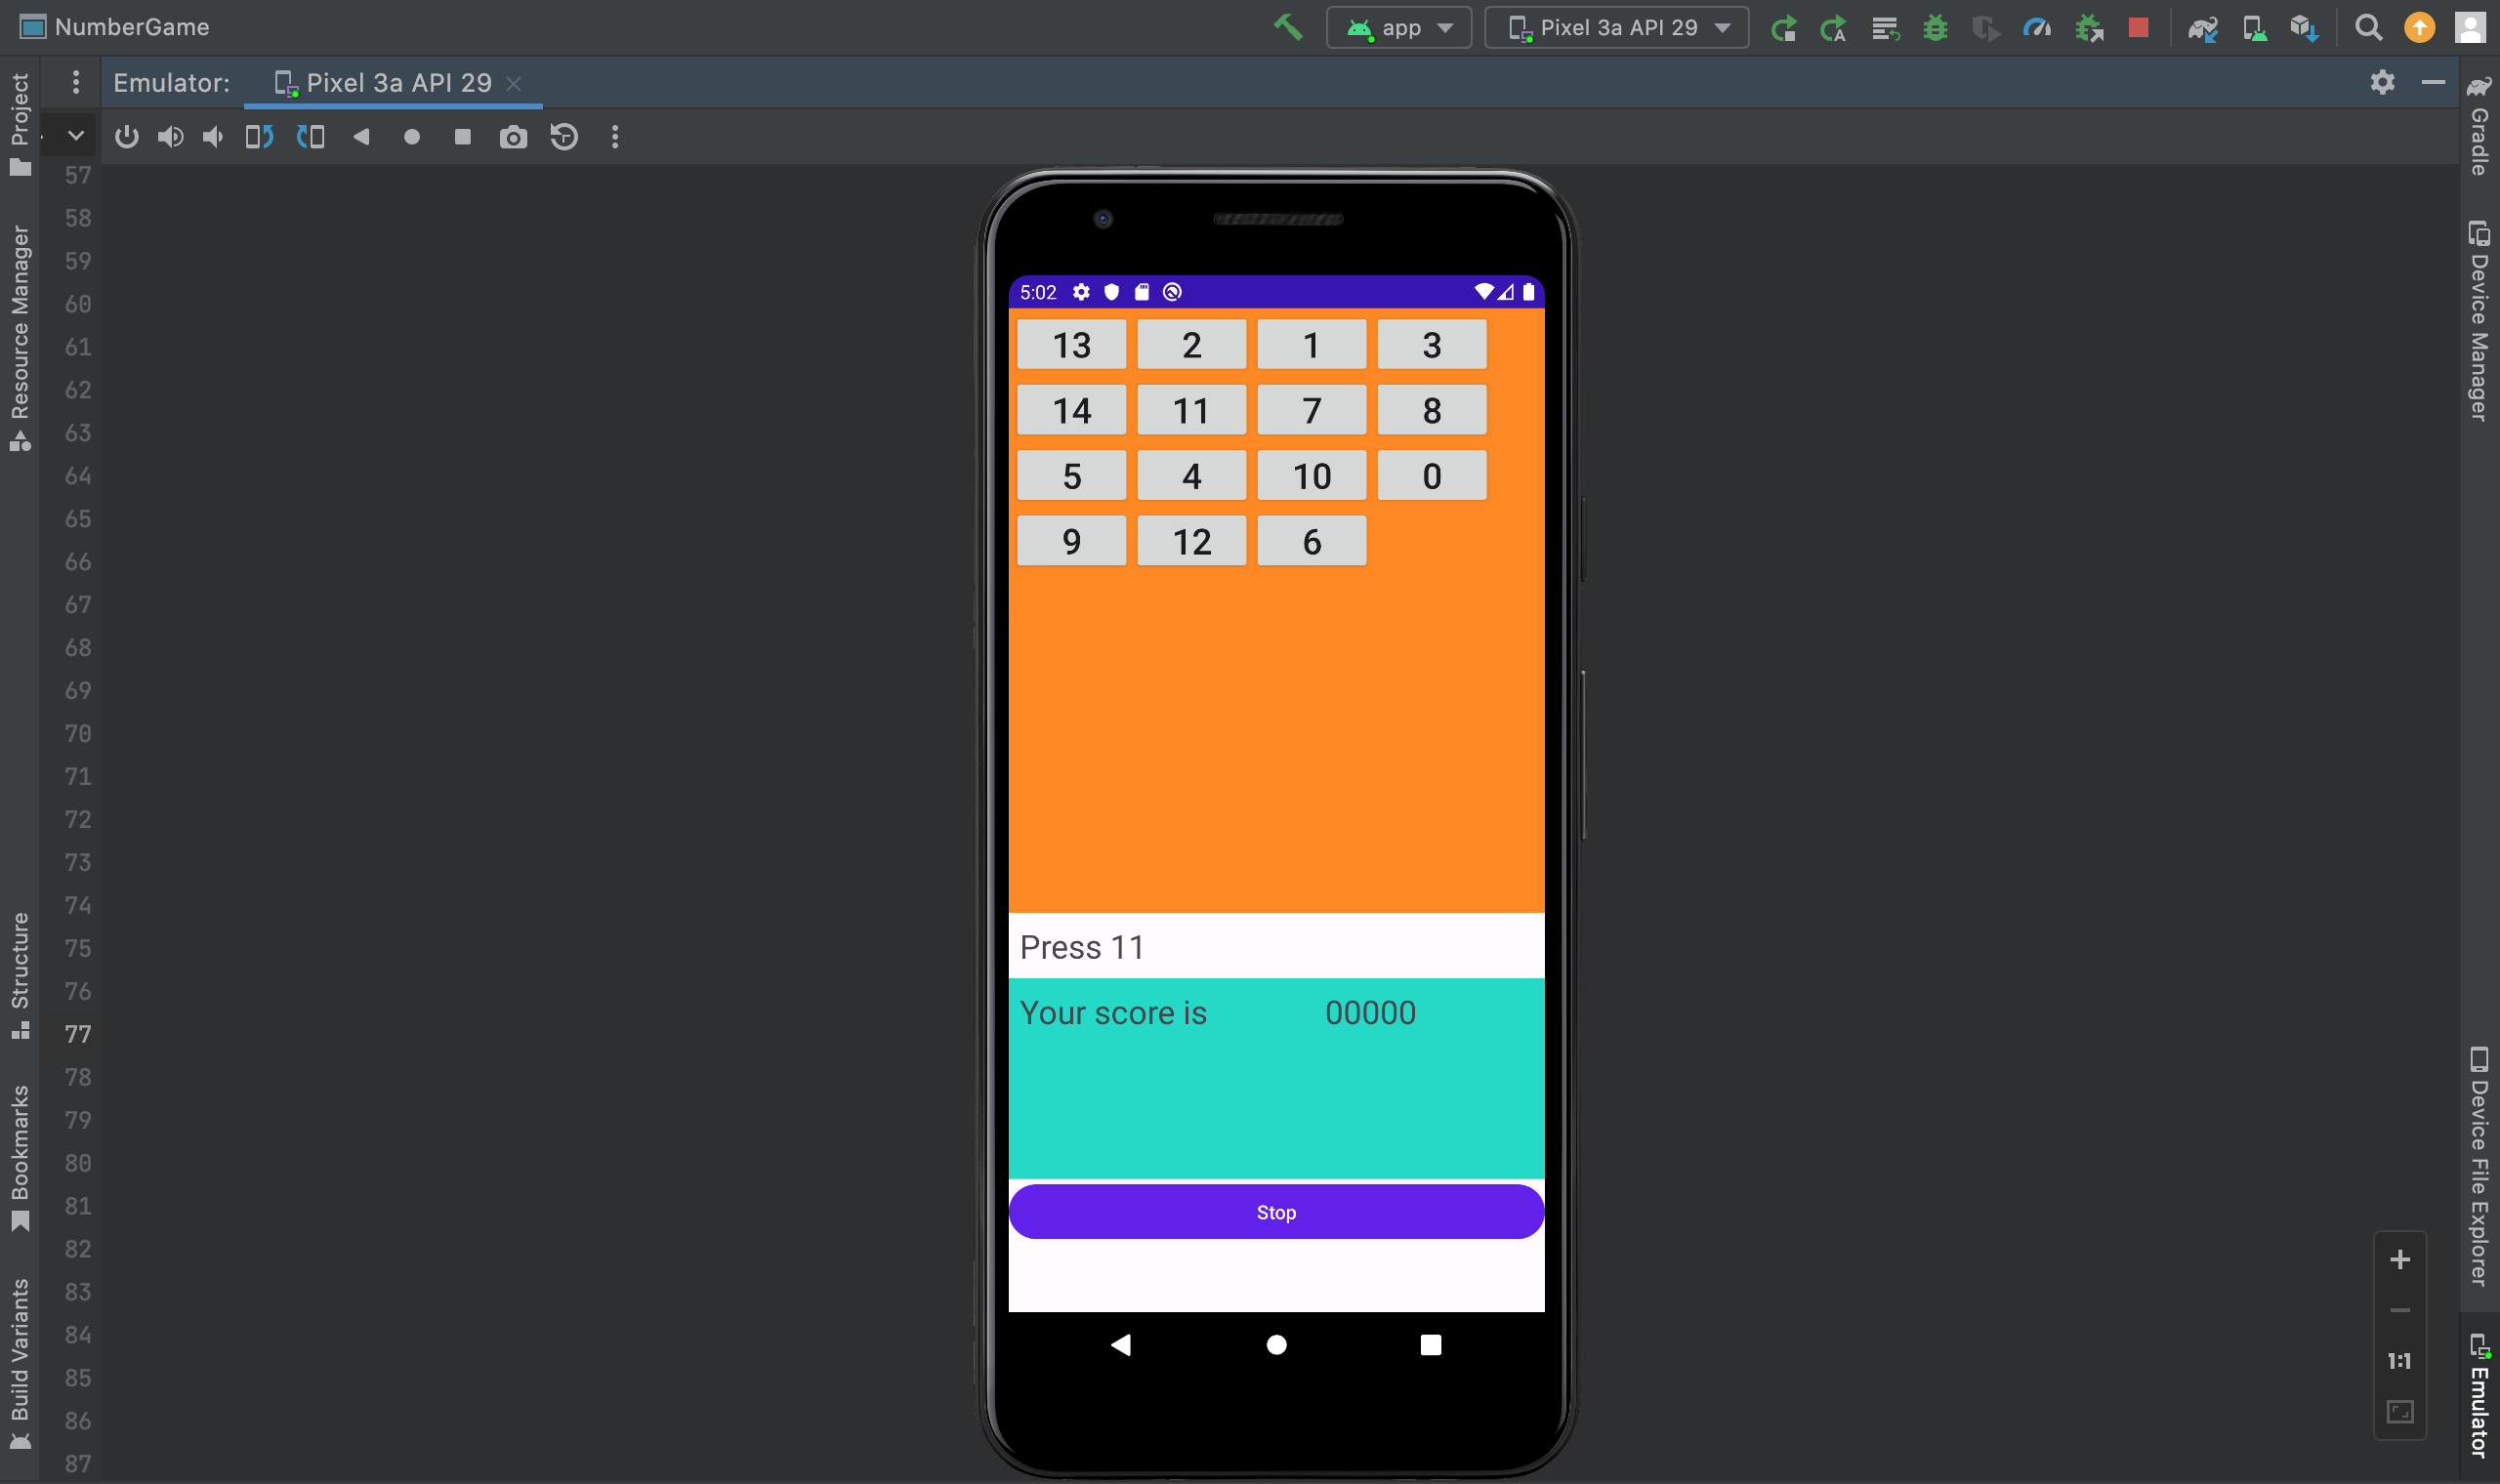 NumberGame
app
Pixel 3a API 29
Emulator:
Pixel 3a API 29
Project
Resource Manager
Structure
Bookmarks
Build Variants
57
58
59
60
61
62
63
64
65
66
67
68
69
70
71
72
73
74
75
76
77
78
79
80
81
82
83
84
85
86
87
5:02
13 2 1 3
14 11 7 8
5 4 10 0
9 12 6
Press 11
Your score is 00000
Stop
Gradle
Device Manager
Device File Explorer
Emulator
1:1